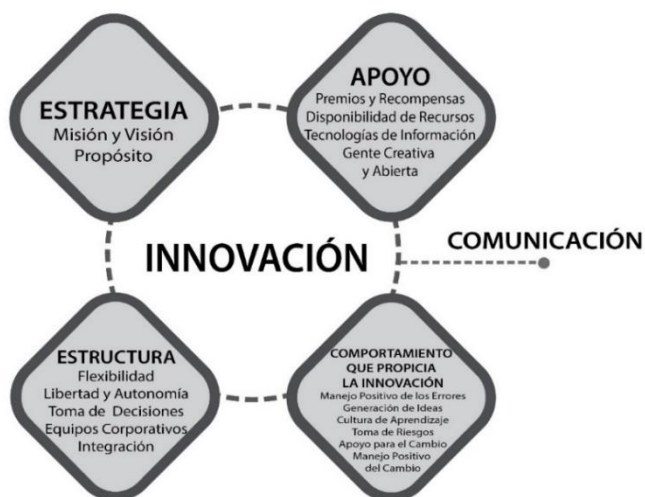 ESTRATEGIA
Misión y Visión
Propósito
APOYO
Premios y Recompensas
Disponibilidad de Recursos
Tecnologías de Información
Gente Creativa
y Abierta
INNOVACIÓN
COMUNICACIÓN
ESTRUCTURA
Flexibilidad
Libertad y Autonomía
Toma de Decisiones
Equipos Corporativos
Integración
COMPORTAMIENTO
QUE PROPICIA
LA INNOVACIÓN
Manejo Positivo de los Errores
Generación de Ideas
Cultura de Aprendizaje
Toma de Riesgos
Apoyo para el Cambio
Manejo Positivo
del Cambio